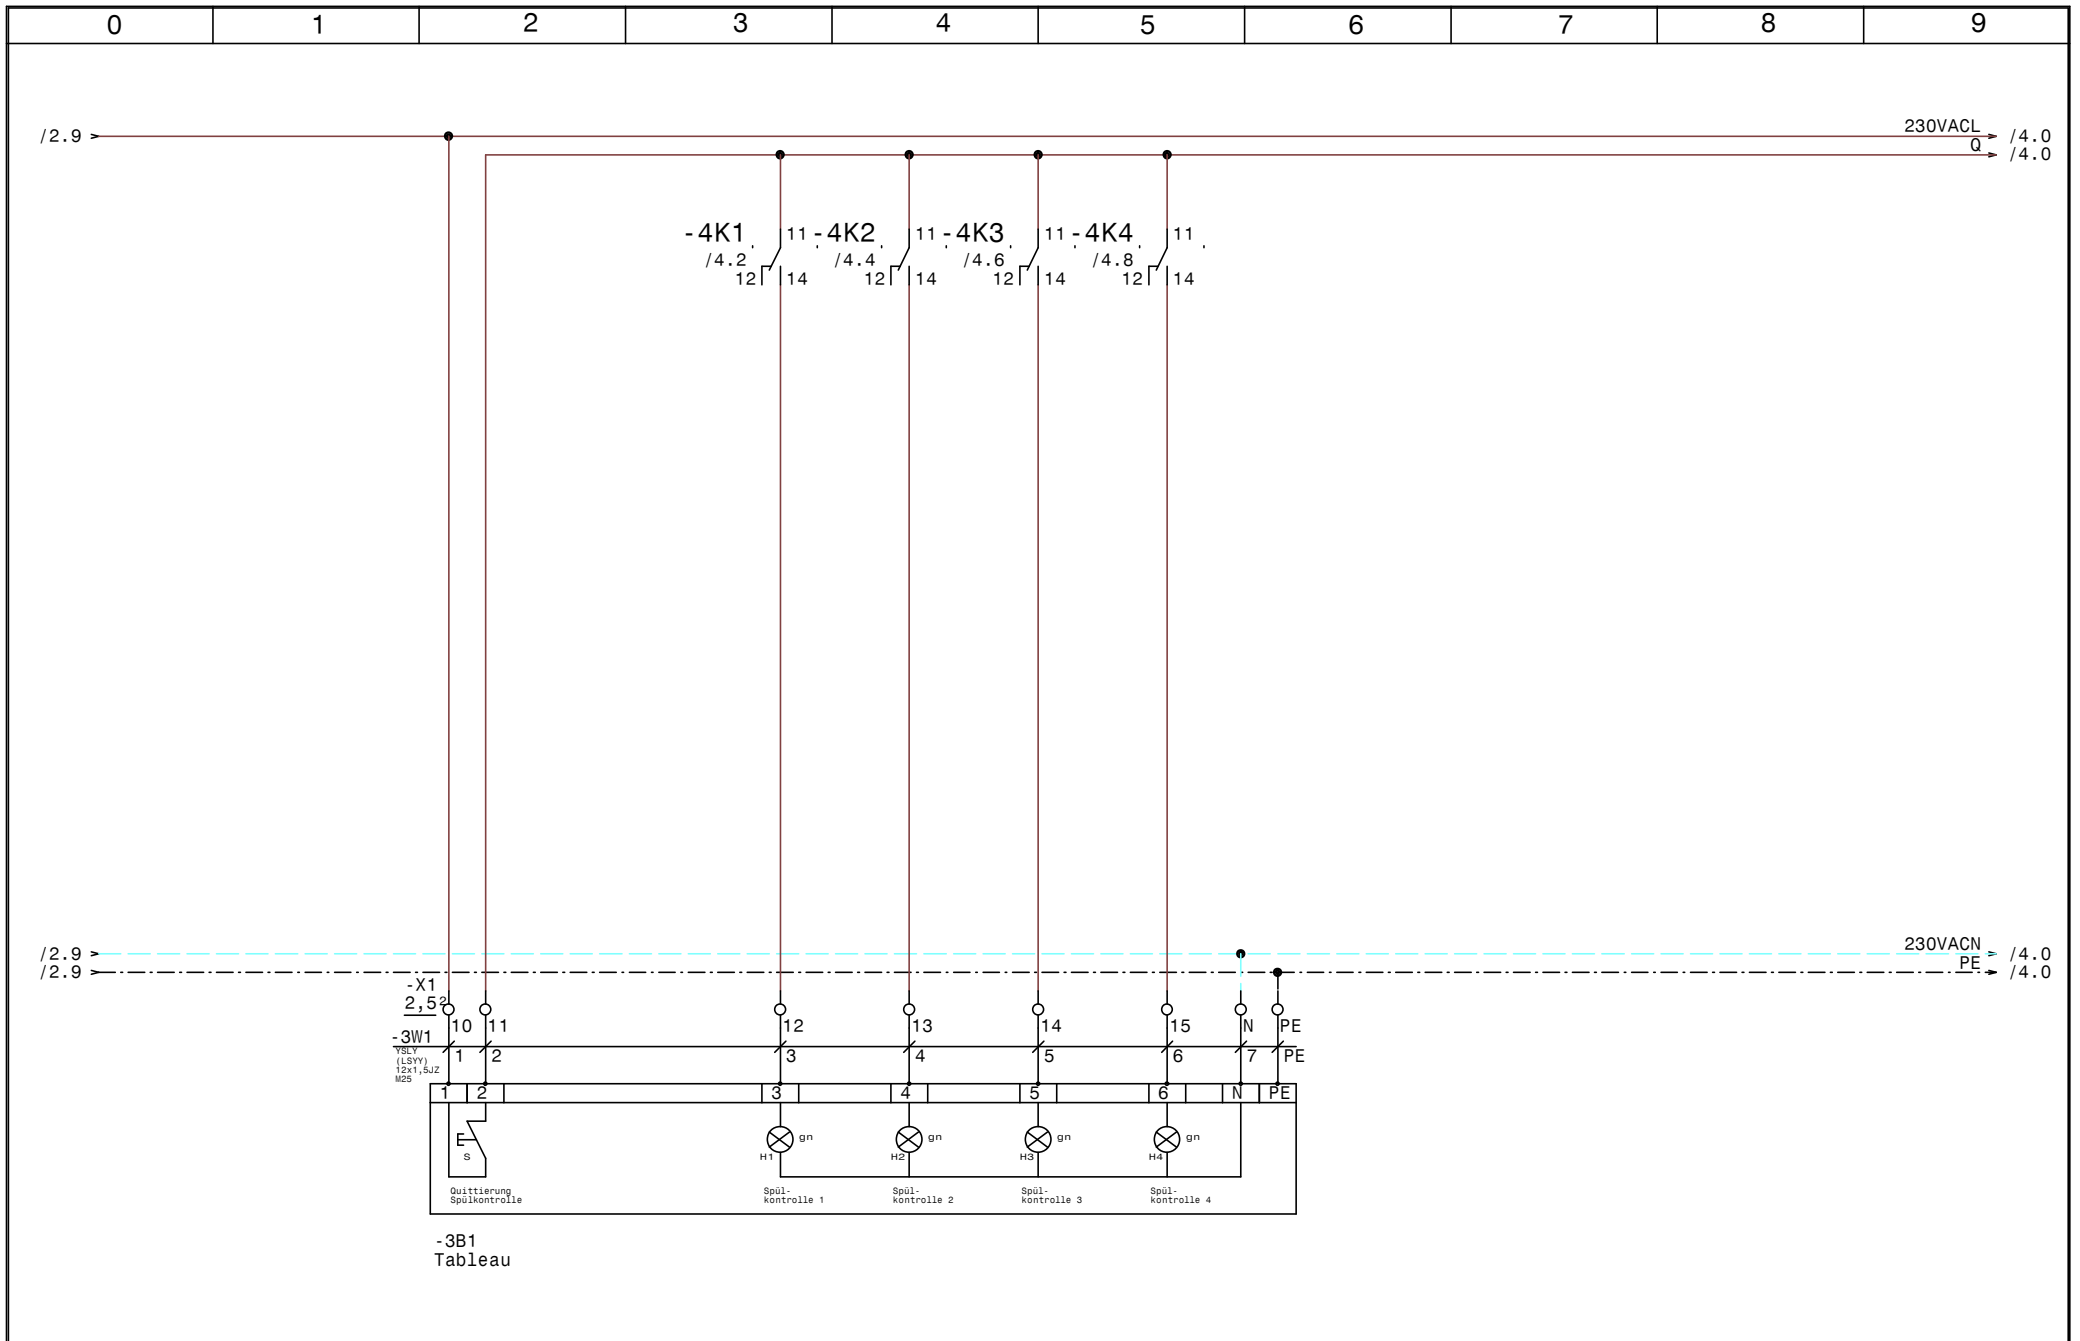 0 1 2 3 4 5 6 7 8 9
/2.9 230VACL /4.0
Q /4.0
-4K1 11 -4K2 11 -4K3 11 -4K4 11
/4.2 /4.4 /4.6 /4.8
12 14 12 14 12 14 12 14
/2.9 230VACN /4.0
/2.9 PE /4.0
-X1
2,5²
10 11 12 13 14 15 N PE
-3W1
1 2 3 4 5 6 7 PE
YSLY
(LSYY)
12x1,5JZ
M25
1 2 3 4 5 6 N PE
gn gn gn gn
S H1 H2 H3 H4
Quittierung Spül- Spül- Spül- Spül-
Spülkontrolle kontrolle 1 kontrolle 2 kontrolle 3 kontrolle 4
-3B1
Tableau